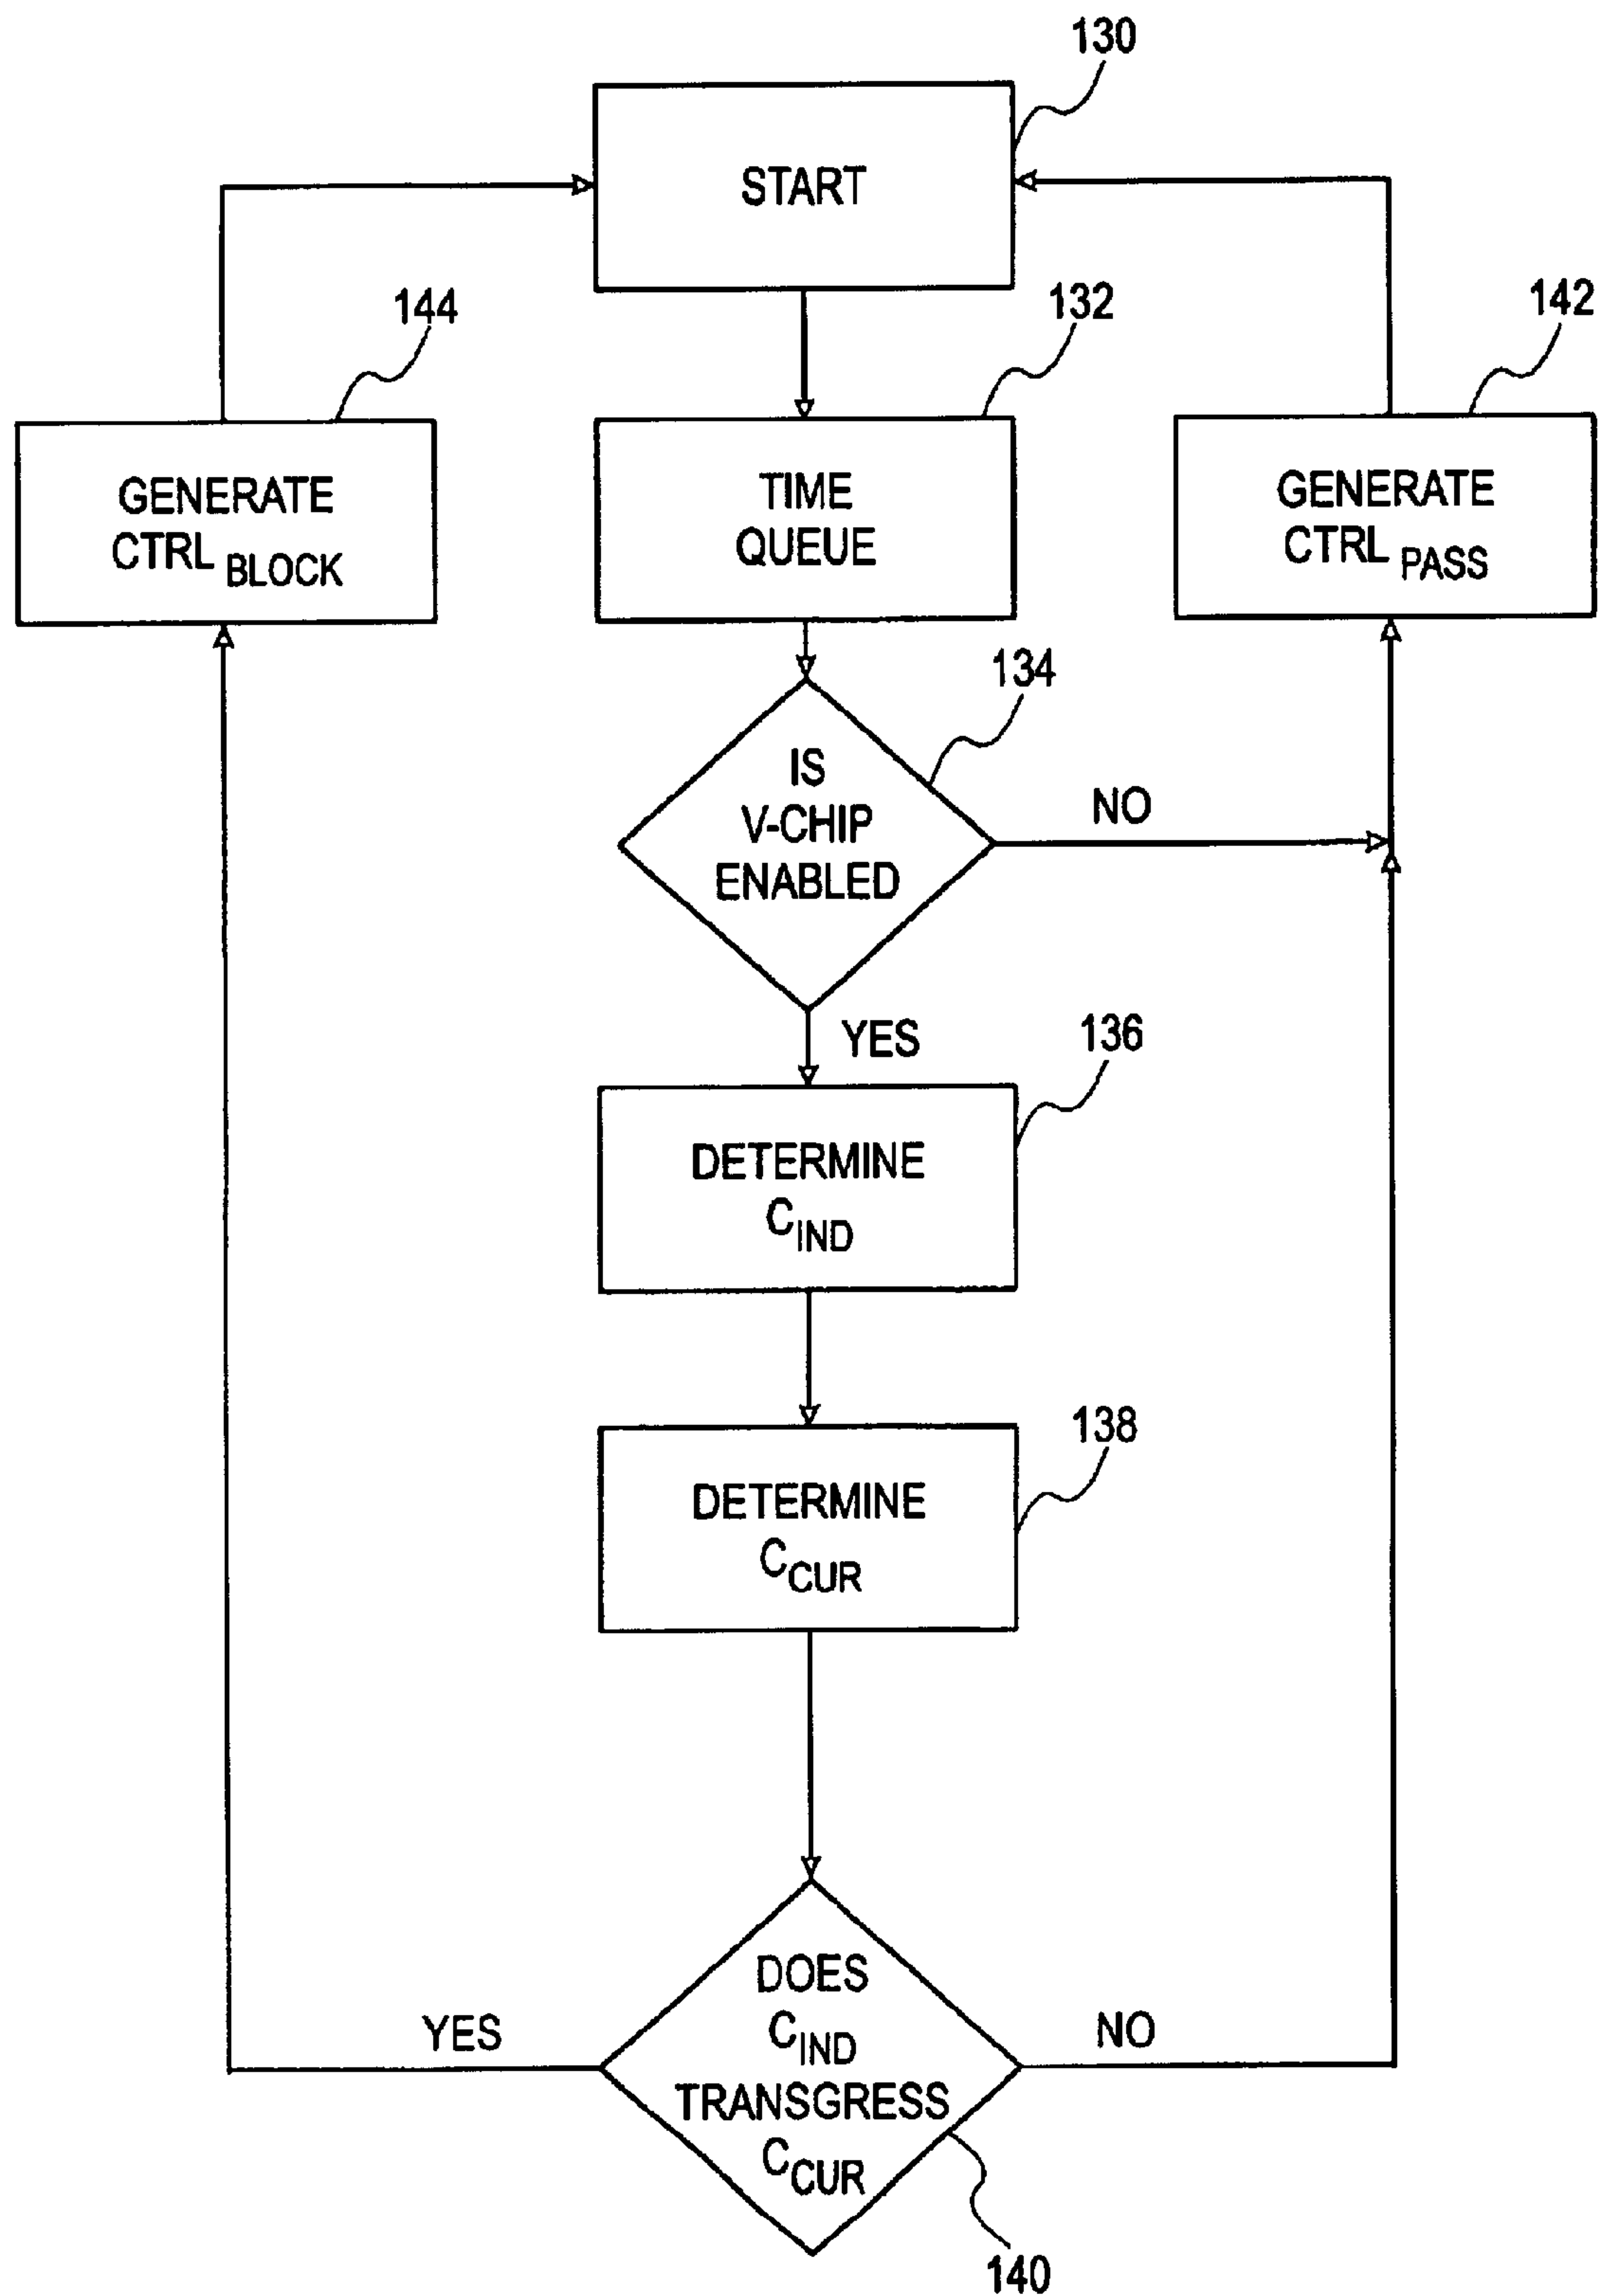 130
START
144
132
142
GENERATE
CTRL BLOCK
TIME
QUEUE
GENERATE
CTRL PASS
134
IS
V-CHIP
ENABLED
NO
YES
136
DETERMINE
CIND
138
DETERMINE
CCUR
DOES
CIND
TRANSGRESS
CCUR
YES
NO
140